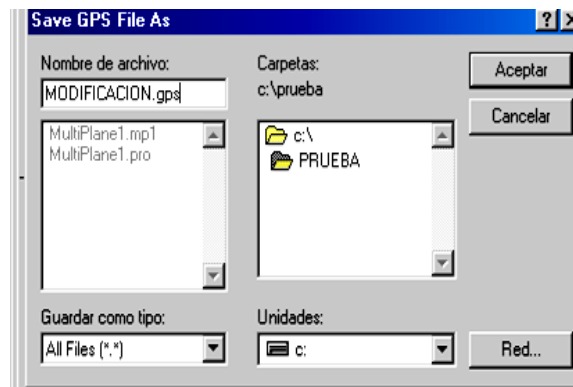 Save GPS File As
Nombre de archivo:
MODIFICACION.gps
MultiPlane1.mp1
MultiPlane1.pro
Guardar como tipo:
All Files (*.*)
Carpetas:
c:\prueba
c:\
PRUEBA
Unidades:
c:
Aceptar
Cancelar
Red...